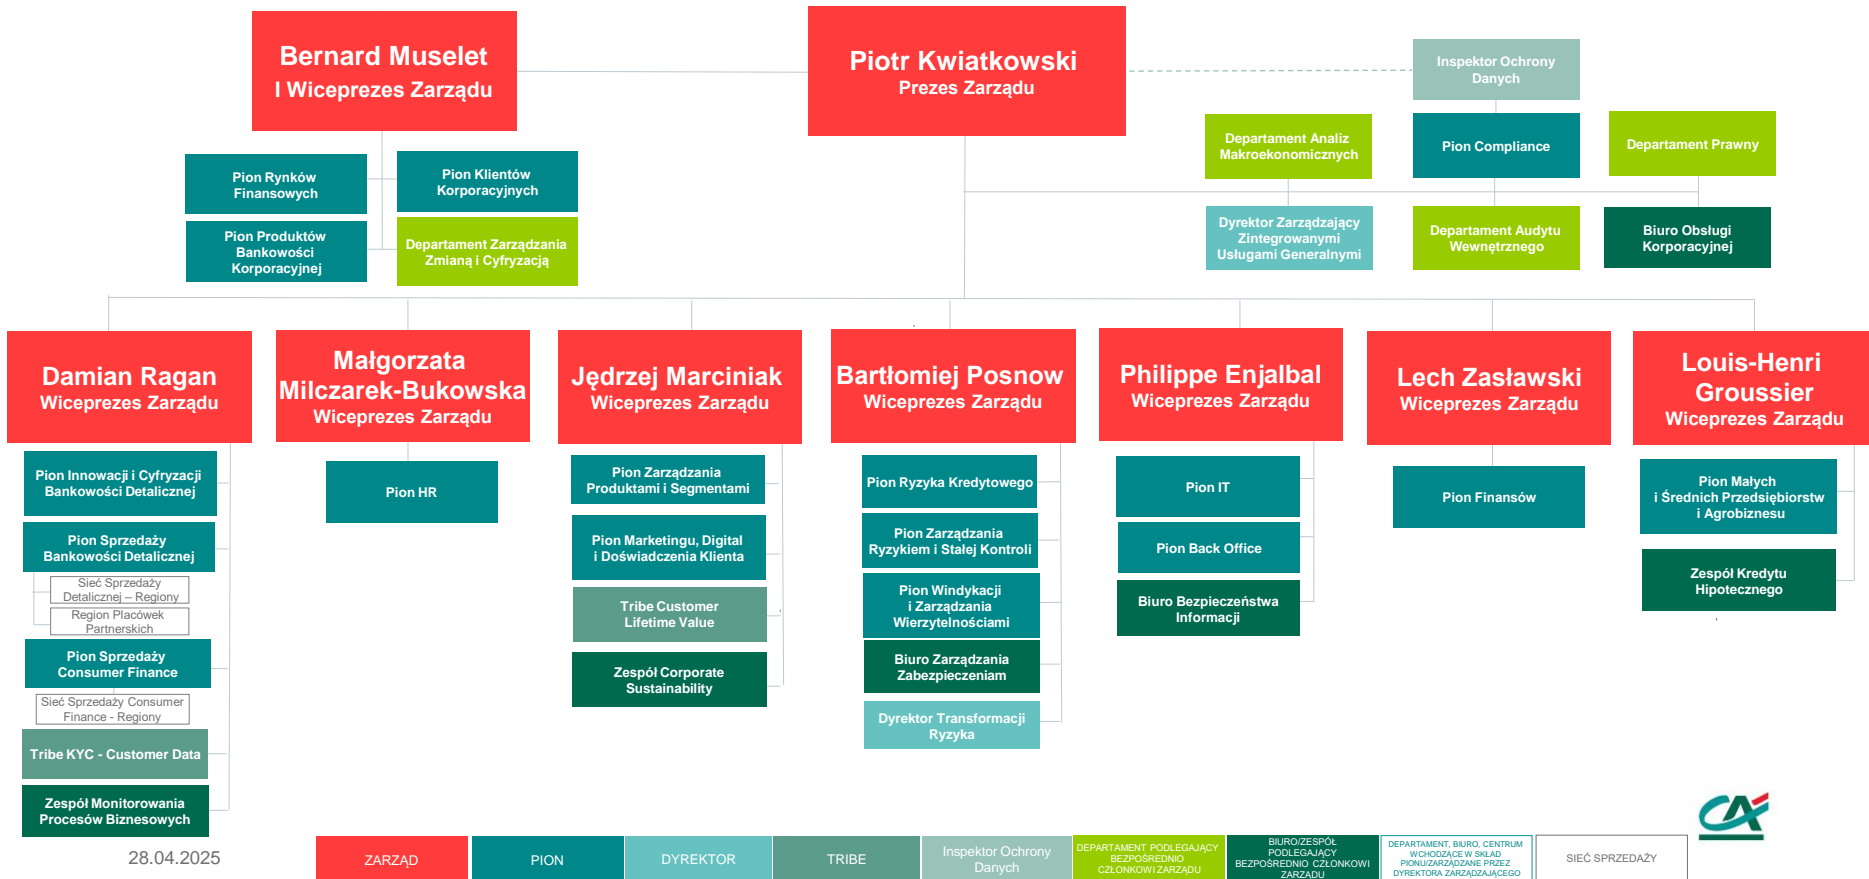 Bernard Muselet
I Wiceprezes Zarządu
Piotr Kwiatkowski
Prezes Zarządu
Inspektor Ochrony
Danych
Pion Rynków
Finansowych
Pion Klientów
Korporacyjnych
Pion Produktów
Bankowości
Korporacyjnej
Departament Zarządzania
Zmianą i Cyfryzacją
Departament Analiz
Makroekonomicznych
Pion Compliance
Departament Prawny
Dyrektor Zarządzający
Zintegrowanymi
Usługami Generalnymi
Departament Audytu
Wewnętrznego
Biuro Obsługi
Korporacyjnej
Damian Ragan
Wiceprezes Zarządu
Pion Innowacji i Cyfryzacji
Bankowości Detalicznej
Pion Sprzedaży
Bankowości Detalicznej
Sieć Sprzedaży
Detalicznej – Regiony
Region Placówek
Partnerskich
Pion Sprzedaży
Consumer Finance
Sieć Sprzedaży Consumer
Finance - Regiony
Tribe KYC - Customer Data
Zespół Monitorowania
Procesów Biznesowych
Małgorzata
Milczarek-Bukowska
Wiceprezes Zarządu
Pion HR
Jędrzej Marciniak
Wiceprezes Zarządu
Pion Zarządzania
Produktami i Segmentami
Pion Marketingu, Digital
i Doświadczenia Klienta
Tribe Customer
Lifetime Value
Zespół Corporate
Sustainability
Bartłomiej Posnow
Wiceprezes Zarządu
Pion Ryzyka Kredytowego
Pion Zarządzania
Ryzykiem i Stałej Kontroli
Pion Windykacji
i Zarządzania
Wierzytelnościami
Biuro Zarządzania
Zabezpieczeniam
Dyrektor Transformacji
Ryzyka
Philippe Enjalbal
Wiceprezes Zarządu
Pion IT
Pion Back Office
Biuro Bezpieczeństwa
Informacji
Lech Zasławski
Wiceprezes Zarządu
Pion Finansów
Louis-Henri
Groussier
Wiceprezes Zarządu
Pion Małych
i Średnich Przedsiębiorstw
i Agrobiznesu
Zespół Kredytu
Hipotecznego
CA
28.04.2025
ZARZĄD
PION
DYREKTOR
TRIBE
Inspektor Ochrony
Danych
DEPARTAMENT PODLEGAJĄCY
BEZPOŚREDNIO
CZŁONKOWI ZARZĄDU
BIURO/ZESPÓŁ
PODLEGAJĄCY
BEZPOŚREDNIO CZŁONKOWI
ZARZĄDU
DEPARTAMENT, BIURO, CENTRUM
WCHODZĄCE W SKŁAD
PIONU/ZARZĄDZANE PRZEZ
DYREKTORA ZARZĄDZAJĄCEGO
SIEĆ SPRZEDAŻY